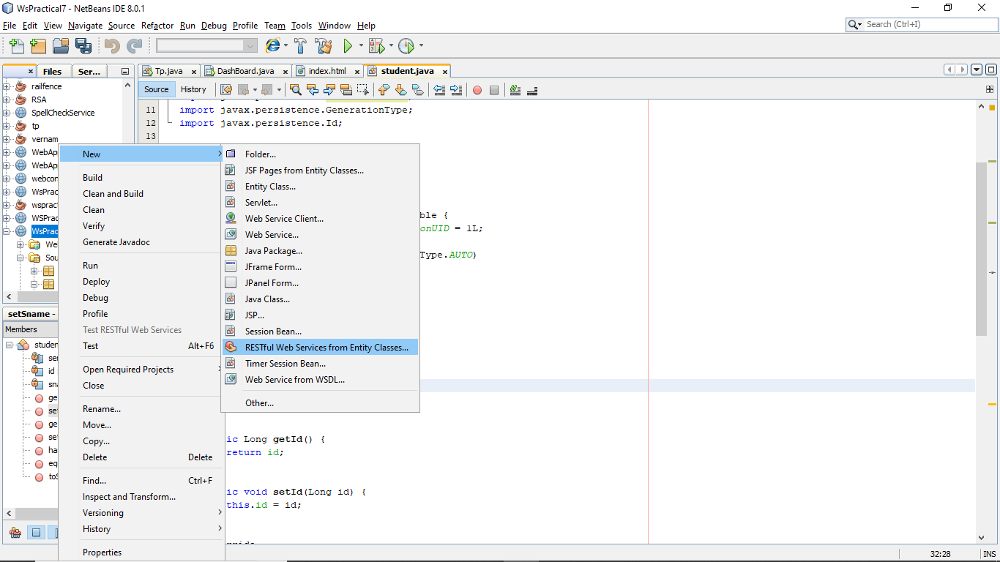 WsPractical7 - NetBeans IDE 8.0.1
File Edit View Navigate Source Refactor Run Debug Profile Team Tools Window Help
Search (Ctrl+I)
Files Ser...
Tp.java DashBoard.java index.html student.java
Source History
railfence
RSA
SpellCheckService
tp
vernam
WebAp
WebAp
webcon
WsPrac
wspract
WSPrac
WsPrac
We
Sou
11 import javax.persistence.GenerationType;
12 import javax.persistence.Id;
13
New
Build
Clean and Build
Clean
Verify
Generate Javadoc
Run
Deploy
Debug
Profile
Test RESTful Web Services
Test Alt+F6
Open Required Projects
Close
Rename...
Move...
Copy...
Delete Delete
Find... Ctrl+F
Inspect and Transform...
Versioning
History
Properties
Folder...
JSF Pages from Entity Classes...
Entity Class...
Servlet...
Web Service Client...
Web Service...
Java Package...
JFrame Form...
JPanel Form...
Java Class...
JSP...
Session Bean...
RESTful Web Services from Entity Classes...
Timer Session Bean...
Web Service from WSDL...
Other...
ble {
onUID = 1L;
Type.AUTO)
ic Long getId() {
return id;
ic void setId(Long id) {
this.id = id;
setSname -
Members
studen
ser
id
sna
ge
set
ge
set
ha
eq
toS
32:28 INS